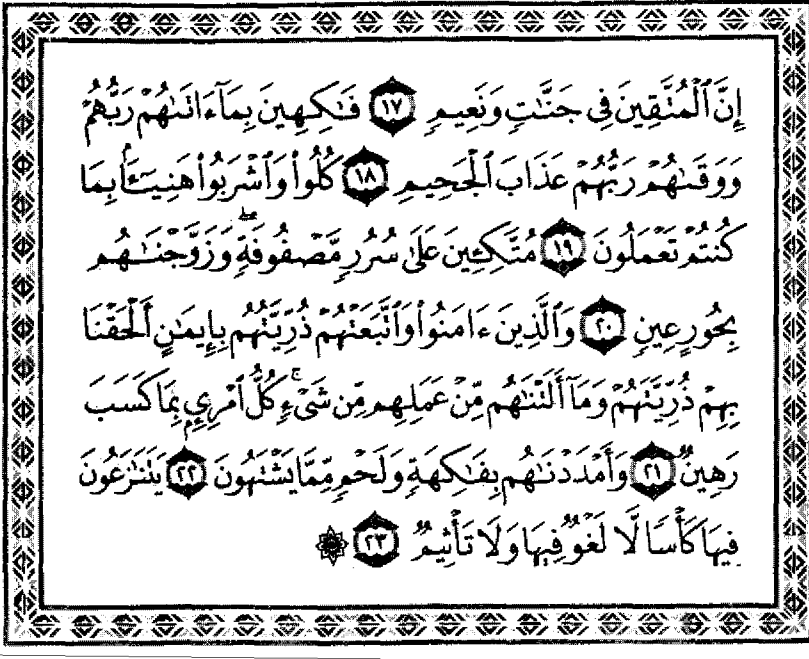 إِنَّ ٱلْمُتَّقِينَ فِى جَنَّـٰتٍ وَنَعِيمٍ ١٧ فَـٰكِهِينَ بِمَآ ءَاتَىٰهُمْ رَبُّهُمْ
وَوَقَىٰهُمْ رَبُّهُمْ عَذَابَ ٱلْجَحِيمِ ١٨ كُلُوا۟ وَٱشْرَبُوا۟ هَنِيٓـًٔۢا بِمَا
كُنتُمْ تَعْمَلُونَ ١٩ مُتَّكِـِٔينَ عَلَىٰ سُرُرٍ مَّصْفُوفَةٍ ۖ وَزَوَّجْنَـٰهُم
بِحُورٍ عِينٍ ٢٠ وَٱلَّذِينَ ءَامَنُوا۟ وَٱتَّبَعَتْهُمْ ذُرِّيَّتُهُم بِإِيمَـٰنٍ أَلْحَقْنَا
بِهِمْ ذُرِّيَّتَهُمْ وَمَآ أَلَتْنَـٰهُم مِّنْ عَمَلِهِم مِّن شَىْءٍ ۚ كُلُّ ٱمْرِئٍۭ بِمَا كَسَبَ
رَهِينٌ ٢١ وَأَمْدَدْنَـٰهُم بِفَـٰكِهَةٍ وَلَحْمٍ مِّمَّا يَشْتَهُونَ ٢٢ يَتَنَـٰزَعُونَ
فِيهَا كَأْسًا لَّا لَغْوٌ فِيهَا وَلَا تَأْثِيمٌ ٢٣